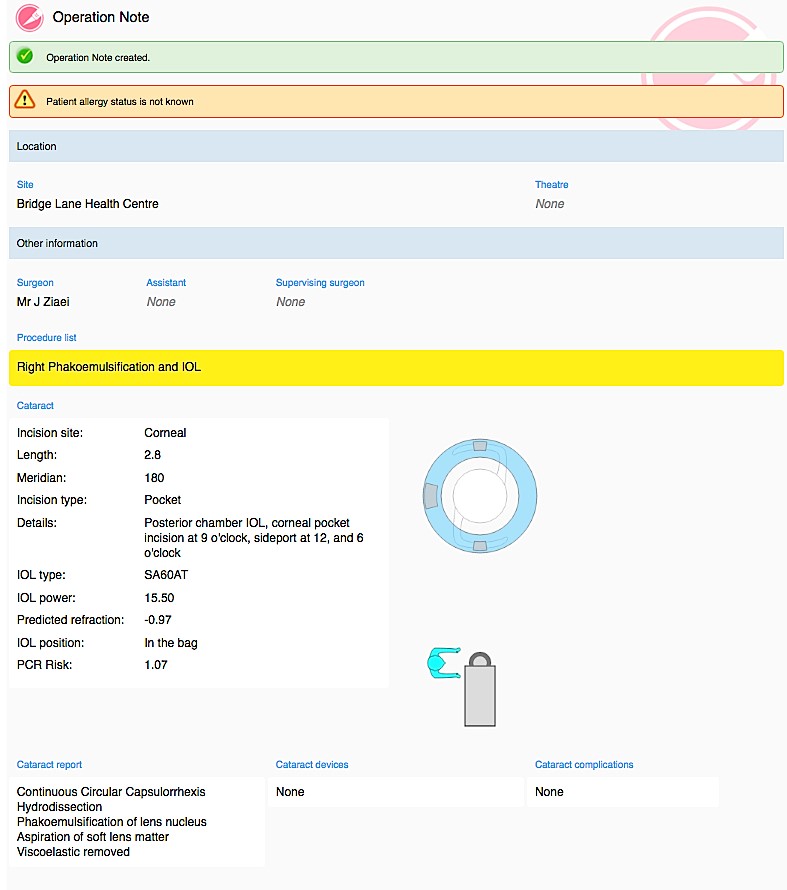 Operation Note
Operation Note created.
Patient allergy status is not known
Location
Site
Theatre
Bridge Lane Health Centre
None
Other information
Surgeon
Assistant
Supervising surgeon
Mr J Ziaei
None
None
Procedure list
Right Phakoemulsification and IOL
Cataract
Incision site: Corneal
Length: 2.8
Meridian: 180
Incision type: Pocket
Details: Posterior chamber IOL, corneal pocket
incision at 9 o'clock, sideport at 12, and 6
o'clock
IOL type: SA60AT
IOL power: 15.50
Predicted refraction: -0.97
IOL position: In the bag
PCR Risk: 1.07
Cataract report
Cataract devices
Cataract complications
Continuous Circular Capsulorrhexis
None
None
Hydrodissection
Phakoemulsification of lens nucleus
Aspiration of soft lens matter
Viscoelastic removed